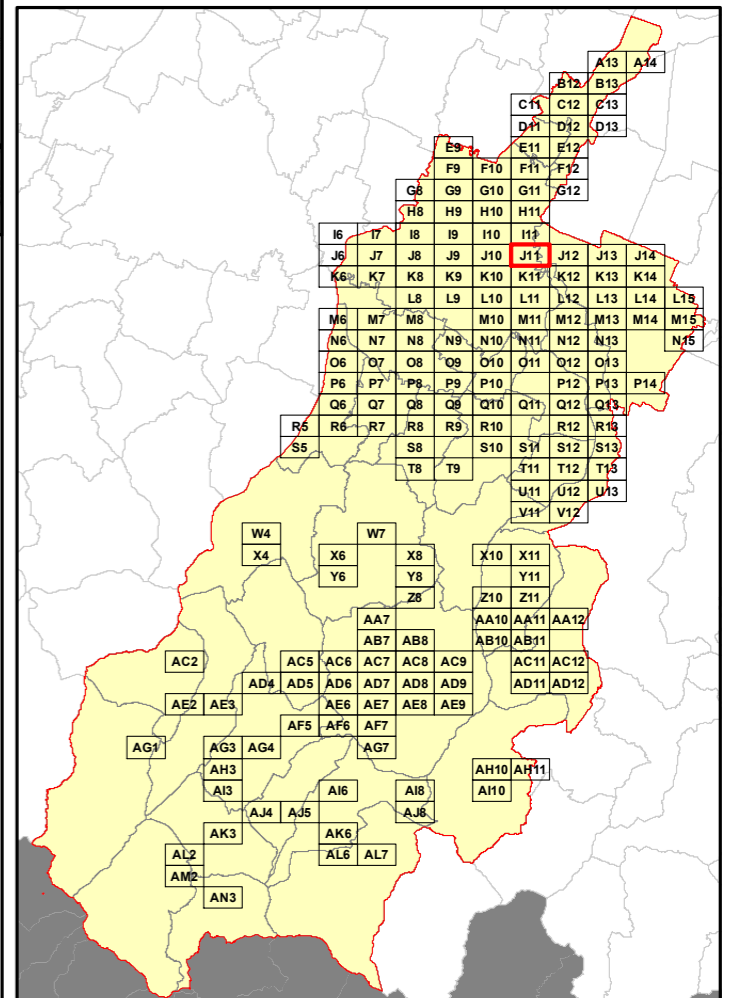 A13 A14
B12 B13
C11 C12 C13
D11 D12 D13
E9 E11 E12
F9 F10 F11 F12
G8 G9 G10 G11 G12
H8 H9 H10 H11
I6 I7 I8 I9 I10 I11
J6 J7 J8 J9 J10 J11 J12 J13 J14
K6 K7 K8 K9 K10 K11 K12 K13 K14
L8 L9 L10 L11 L12 L13 L14 L15
M6 M7 M8 M10 M11 M12 M13 M14 M15
N6 N7 N8 N9 N10 N11 N12 N13 N15
O6 O7 O8 O9 O10 O11 O12 O13
P6 P7 P8 P9 P10 P12 P13 P14
Q6 Q7 Q8 Q9 Q10 Q11 Q12 Q13
R5 R6 R7 R8 R9 R10 R12 R13
S5 S8 S10 S11 S12 S13
T8 T9 T11 T12 T13
U11 U12 U13
V11 V12
W4 W7
X4 X6 X8 X10 X11
Y6 Y8 Y11
Z8 Z10 Z11
AA7 AA10 AA11 AA12
AB7 AB8 AB10 AB11
AC2 AC5 AC6 AC7 AC8 AC9 AC11 AC12
AD4 AD5 AD6 AD7 AD8 AD9 AD11 AD12
AE2 AE3 AE6 AE7 AE8 AE9
AF5 AF6 AF7
AG1 AG3 AG4 AG7
AH3 AH10 AH11
AI3 AI6 AI8 AI10
AJ4 AJ5 AJ8
AK3 AK6
AL2 AL6 AL7
AM2
AN3